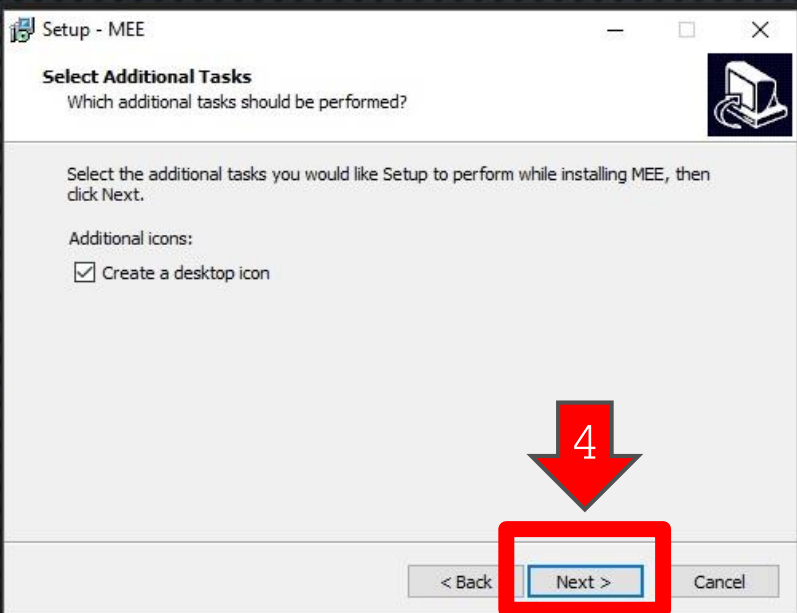 Setup - MEE
Select Additional Tasks
Which additional tasks should be performed?
Select the additional tasks you would like Setup to perform while installing MEE, then
click Next.
Additional icons:
Create a desktop icon
4
< Back
Next >
Cancel